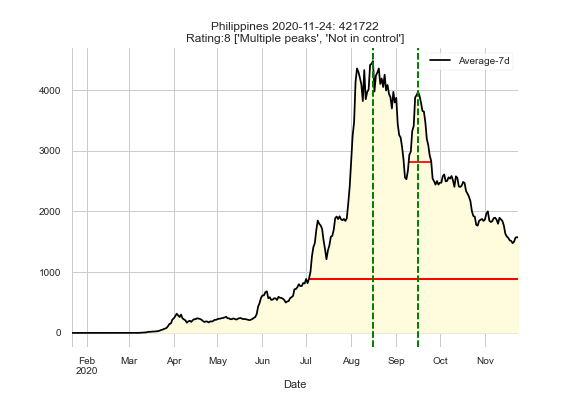 Philippines 2020-11-24: 421722
Rating:8 ['Multiple peaks', 'Not in control']
Average-7d
4000
3000
2000
1000
0
Feb Mar Apr May Jun Jul Aug Sep Oct Nov
2020
Date